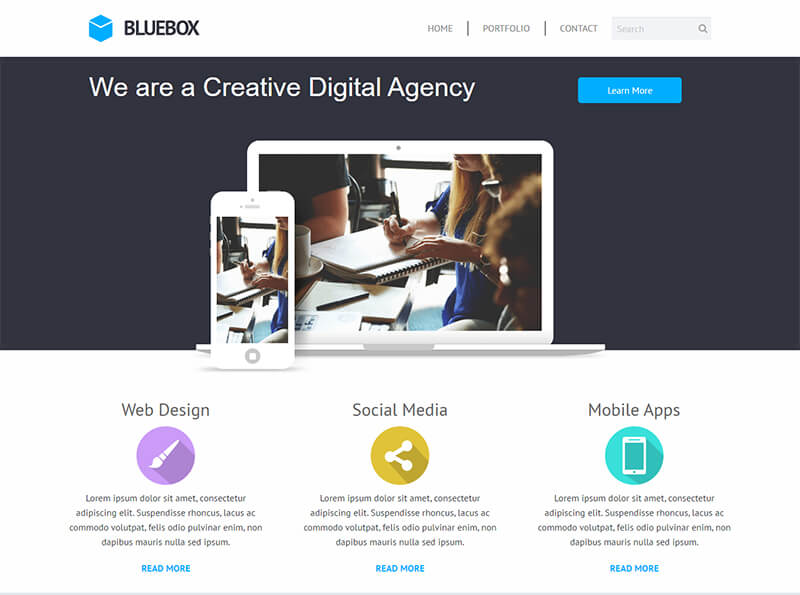 BLUEBOX
HOME
PORTFOLIO
CONTACT
Search
We are a Creative Digital Agency
Learn More
Web Design
Lorem ipsum dolor sit amet, consectetur
adipiscing elit. Suspendisse rhoncus, lacus ac
commodo volutpat, felis odio pulvinar enim, non
dapibus mauris nulla sed ipsum.
READ MORE
Social Media
Lorem ipsum dolor sit amet, consectetur
adipiscing elit. Suspendisse rhoncus, lacus ac
commodo volutpat, felis odio pulvinar enim, non
dapibus mauris nulla sed ipsum.
READ MORE
Mobile Apps
Lorem ipsum dolor sit amet, consectetur
adipiscing elit. Suspendisse rhoncus, lacus ac
commodo volutpat, felis odio pulvinar enim, non
dapibus mauris nulla sed ipsum.
READ MORE